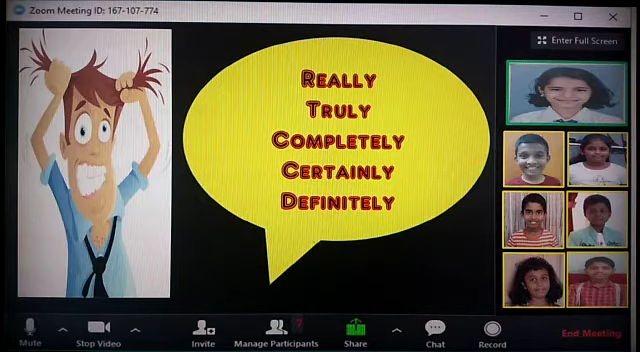 Zoom Meeting ID: 167-107-774
Enter Full Screen
REALLY
TRULY
COMPLETELY
CERTAINLY
DEFINITELY
Mute
Stop Video
Invite
Manage Participants
7
Share
Chat
Record
End Meeting